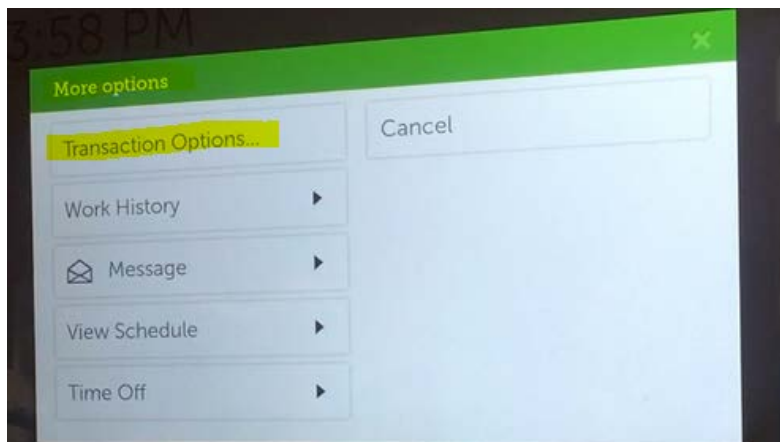 3:58 PM
More options
Transaction Options...
Cancel
Work History
Message
View Schedule
Time Off